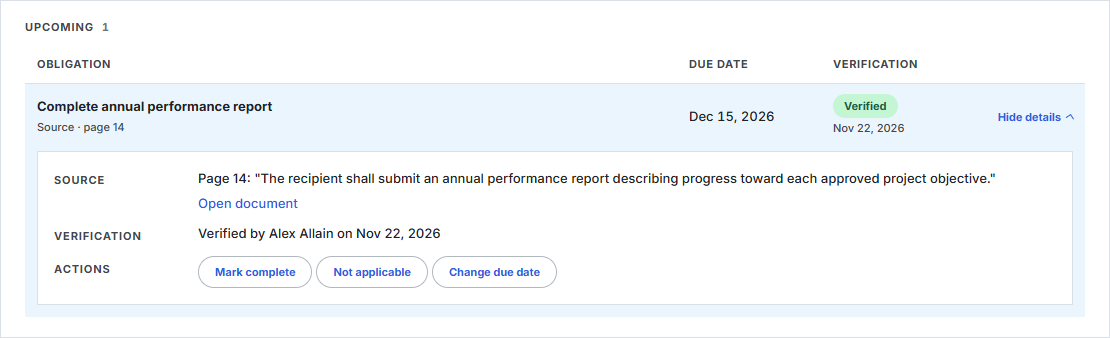 UPCOMING 1
OBLIGATION DUE DATE VERIFICATION
Complete annual performance report
Source · page 14
Dec 15, 2026
Verified
Nov 22, 2026
Hide details
SOURCE Page 14: "The recipient shall submit an annual performance report describing progress toward each approved project objective."
Open document
VERIFICATION Verified by Alex Allain on Nov 22, 2026
ACTIONS Mark complete Not applicable Change due date